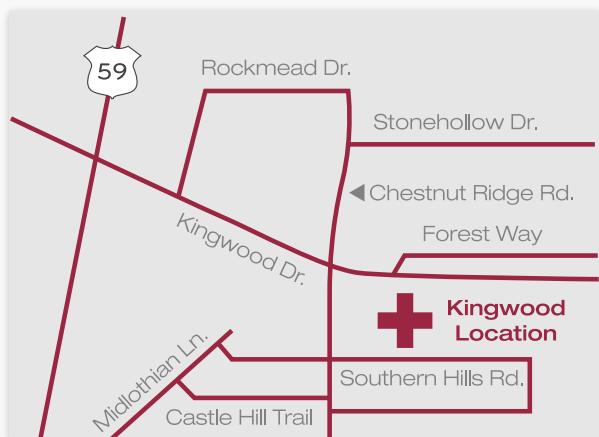 59
Rockmead Dr.
Stonehollow Dr.
Chestnut Ridge Rd.
Kingwood Dr.
Forest Way
Kingwood
Location
Midlothian Ln.
Southern Hills Rd.
Castle Hill Trail